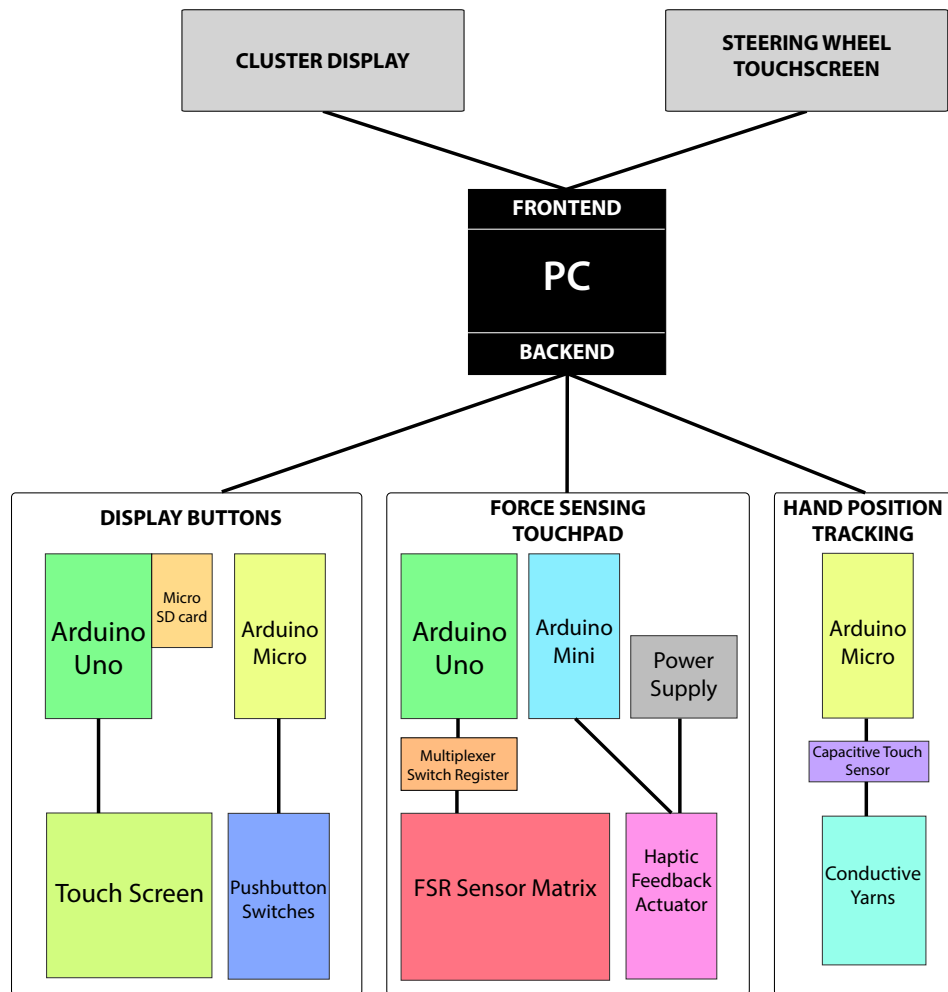 CLUSTER DISPLAY
STEERING WHEEL
TOUCHSCREEN
FRONTEND
PC
BACKEND
DISPLAY BUTTONS
Arduino
Uno
Micro
SD card
Arduino
Micro
Touch Screen
Pushbutton
Switches
FORCE SENSING
TOUCHPAD
Arduino
Uno
Arduino
Mini
Power
Supply
Multiplexer
Switch Register
FSR Sensor Matrix
Haptic
Feedback
Actuator
HAND POSITION
TRACKING
Arduino
Micro
Capacitive Touch
Sensor
Conductive
Yarns